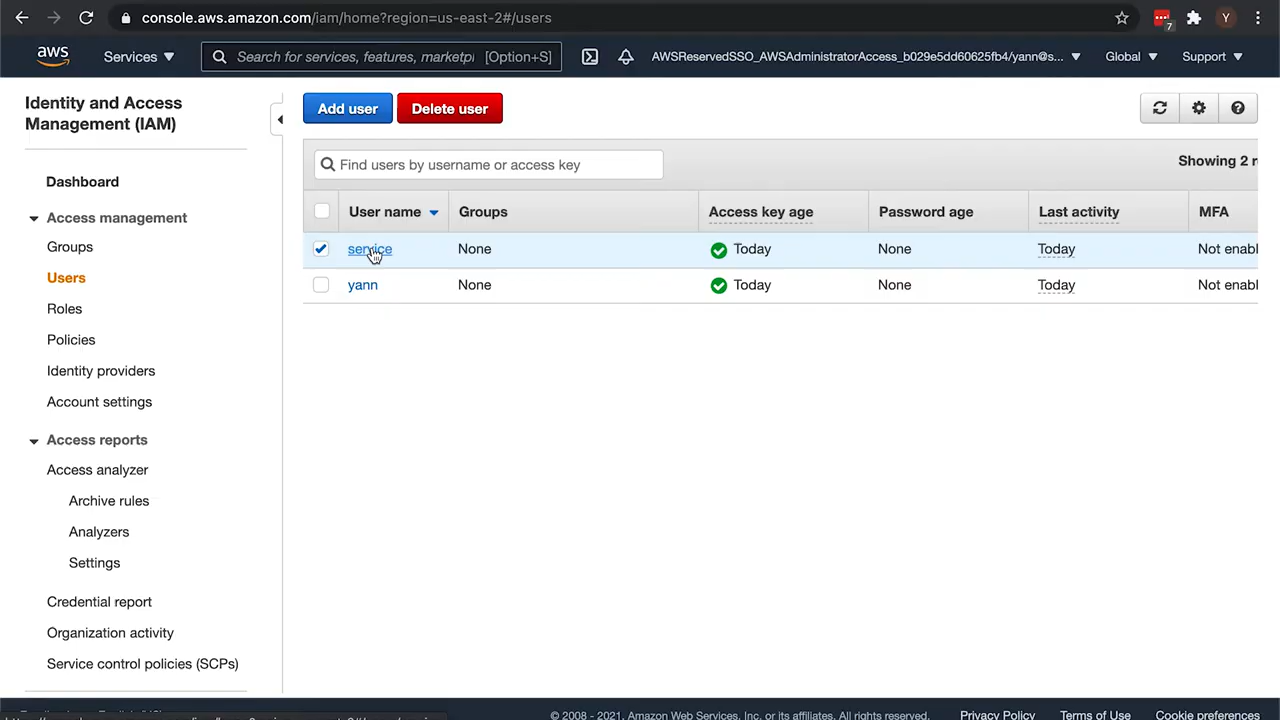 console.aws.amazon.com/iam/home?region=us-east-2#/users
7
Y
aws
Services
Search for services, features, marketpl
[Option+S]
AWSReservedSSO_AWSAdministratorAccess_b029e5dd60625fb4/yann@s...
Global
Support
Identity and Access
Management (IAM)
Dashboard
Access management
Groups
Users
Roles
Policies
Identity providers
Account settings
Access reports
Access analyzer
Archive rules
Analyzers
Settings
Credential report
Organization activity
Service control policies (SCPs)
Add user
Delete user
Find users by username or access key
Showing 2 r
User name Groups Access key age Password age Last activity MFA
service None Today None Today Not enabl
yann None Today None Today Not enabl
© 2008 - 2021, Amazon Web Services, Inc. or its affiliates. All rights reserved.
Privacy Policy
Terms of Use
Cookie preferences